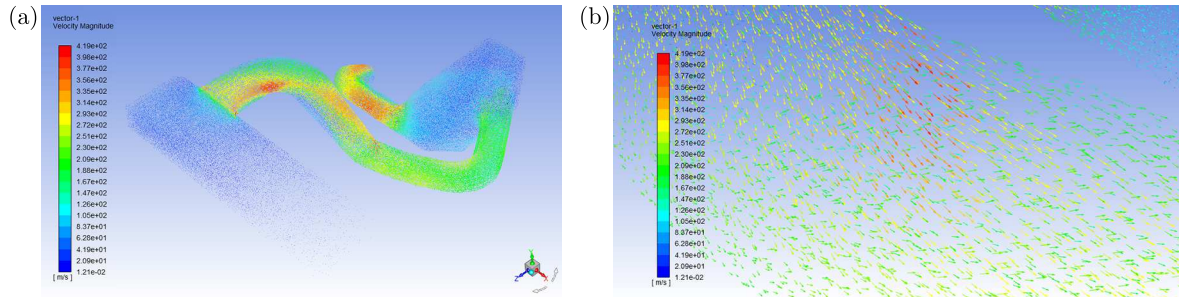 (a)
vector-1
Velocity Magnitude
4.19e+02
3.98e+02
3.77e+02
3.56e+02
3.35e+02
3.14e+02
2.93e+02
2.72e+02
2.51e+02
2.30e+02
2.09e+02
1.88e+02
1.67e+02
1.47e+02
1.26e+02
1.05e+02
8.37e+01
6.28e+01
4.19e+01
2.09e+01
1.21e-02
[ m/s ]
Y
Z
X
(b)
vector-1
Velocity Magnitude
4.19e+02
3.98e+02
3.77e+02
3.56e+02
3.35e+02
3.14e+02
2.93e+02
2.72e+02
2.51e+02
2.30e+02
2.09e+02
1.88e+02
1.67e+02
1.47e+02
1.26e+02
1.05e+02
8.37e+01
6.28e+01
4.19e+01
2.09e+01
1.21e-02
[ m/s ]